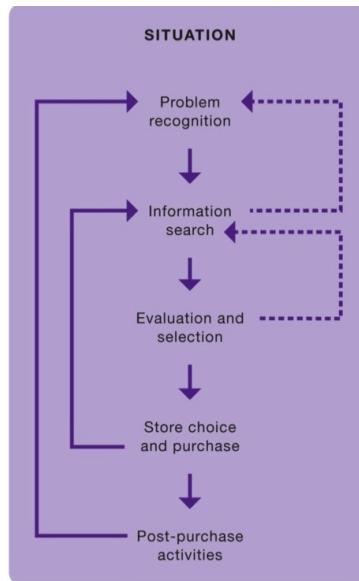 SITUATION
Problem
recognition
Information
search
Evaluation and
selection
Store choice
and purchase
Post-purchase
activities